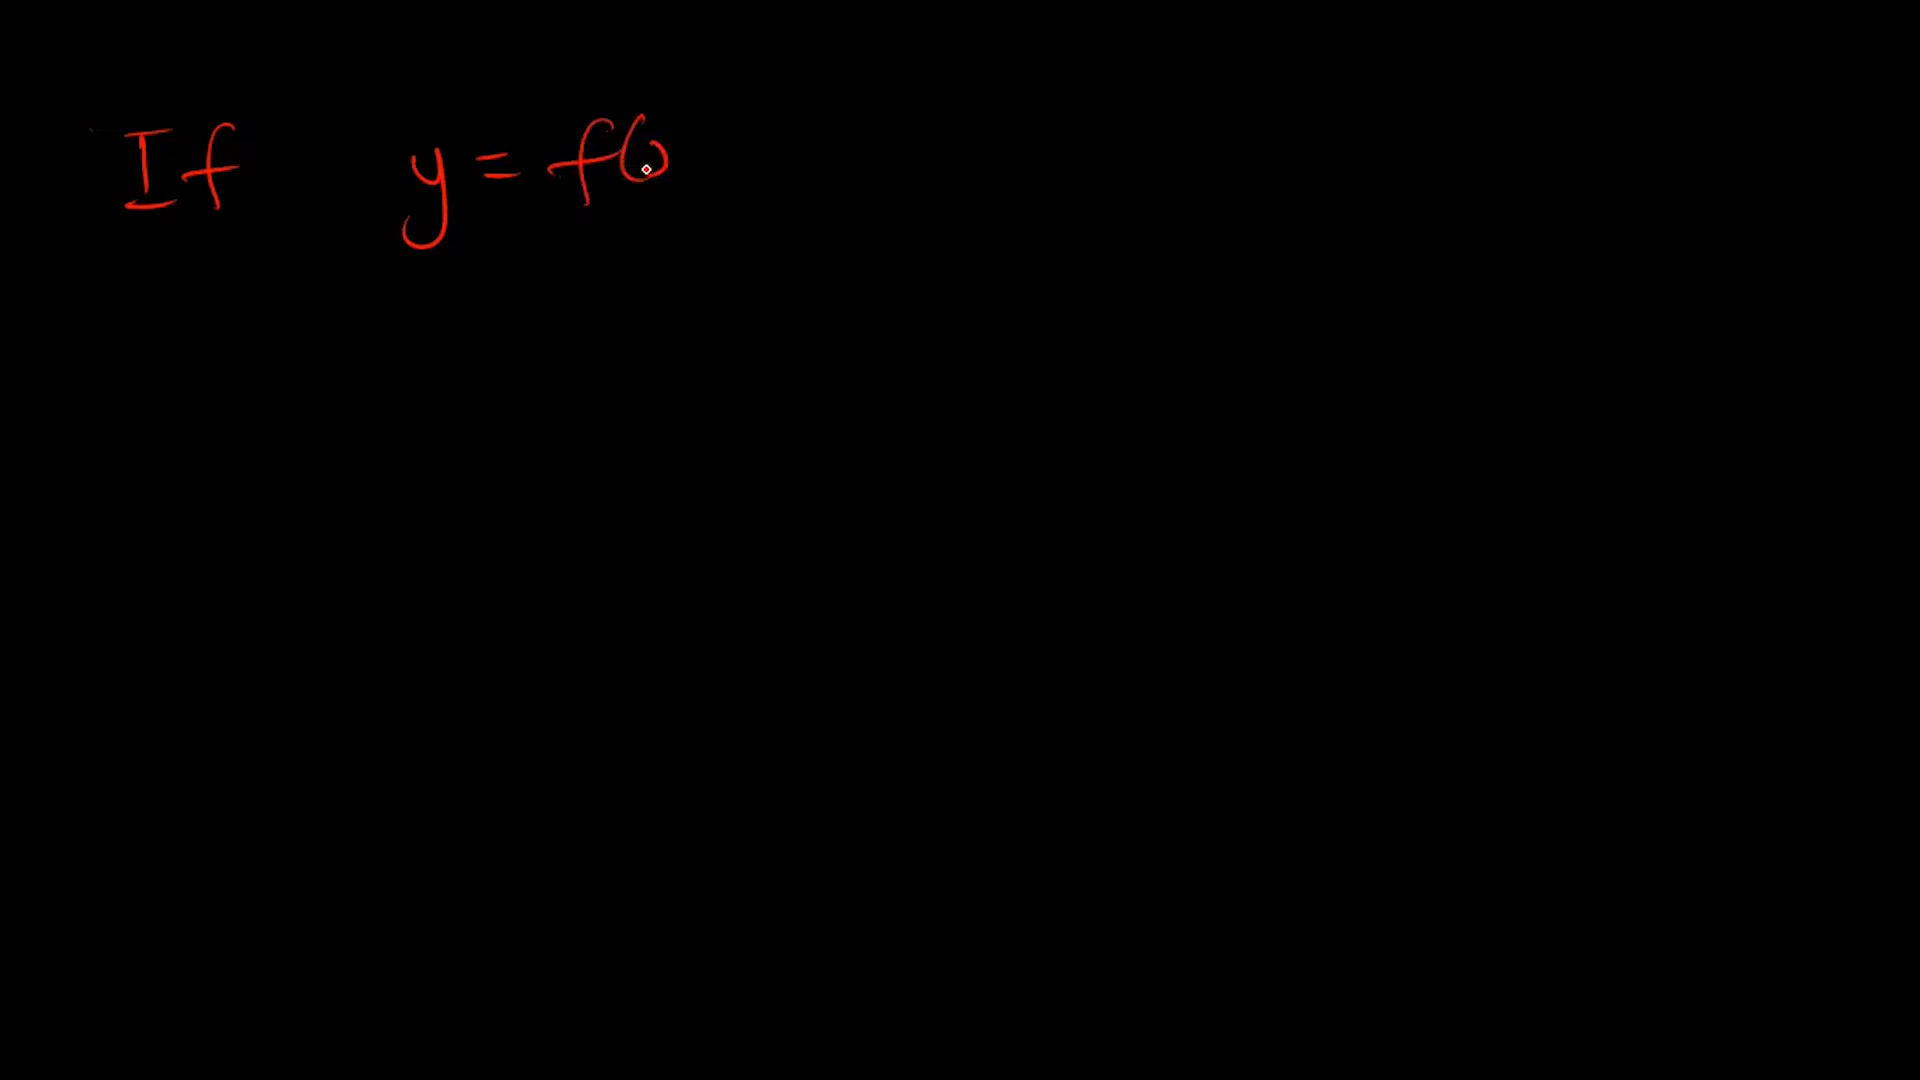 If y = f(